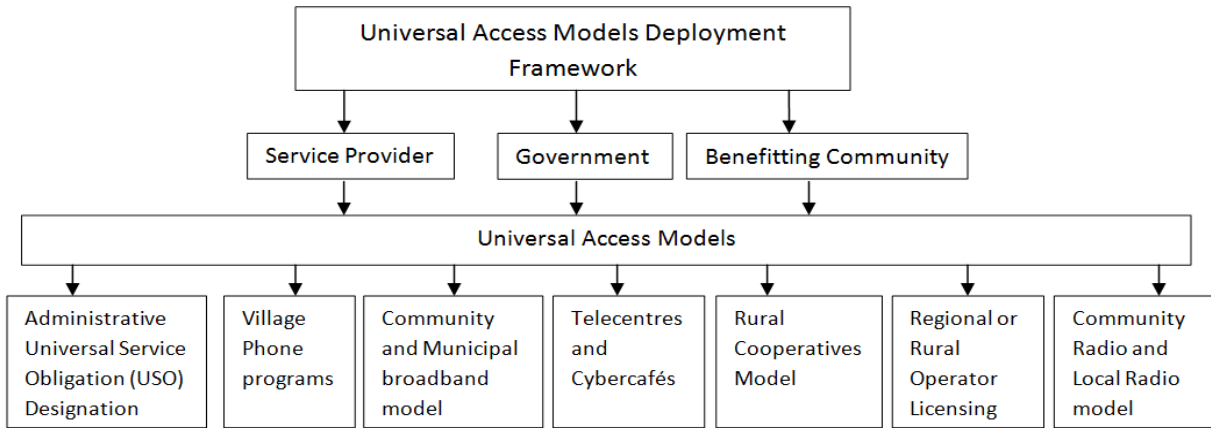 Universal Access Models Deployment
Framework
Service Provider
Government
Benefitting Community
Universal Access Models
Administrative
Universal Service
Obligation (USO)
Designation
Village
Phone
programs
Community
and Municipal
broadband
model
Telecentres
and
Cybercafés
Rural
Cooperatives
Model
Regional or
Rural
Operator
Licensing
Community
Radio and
Local Radio
model